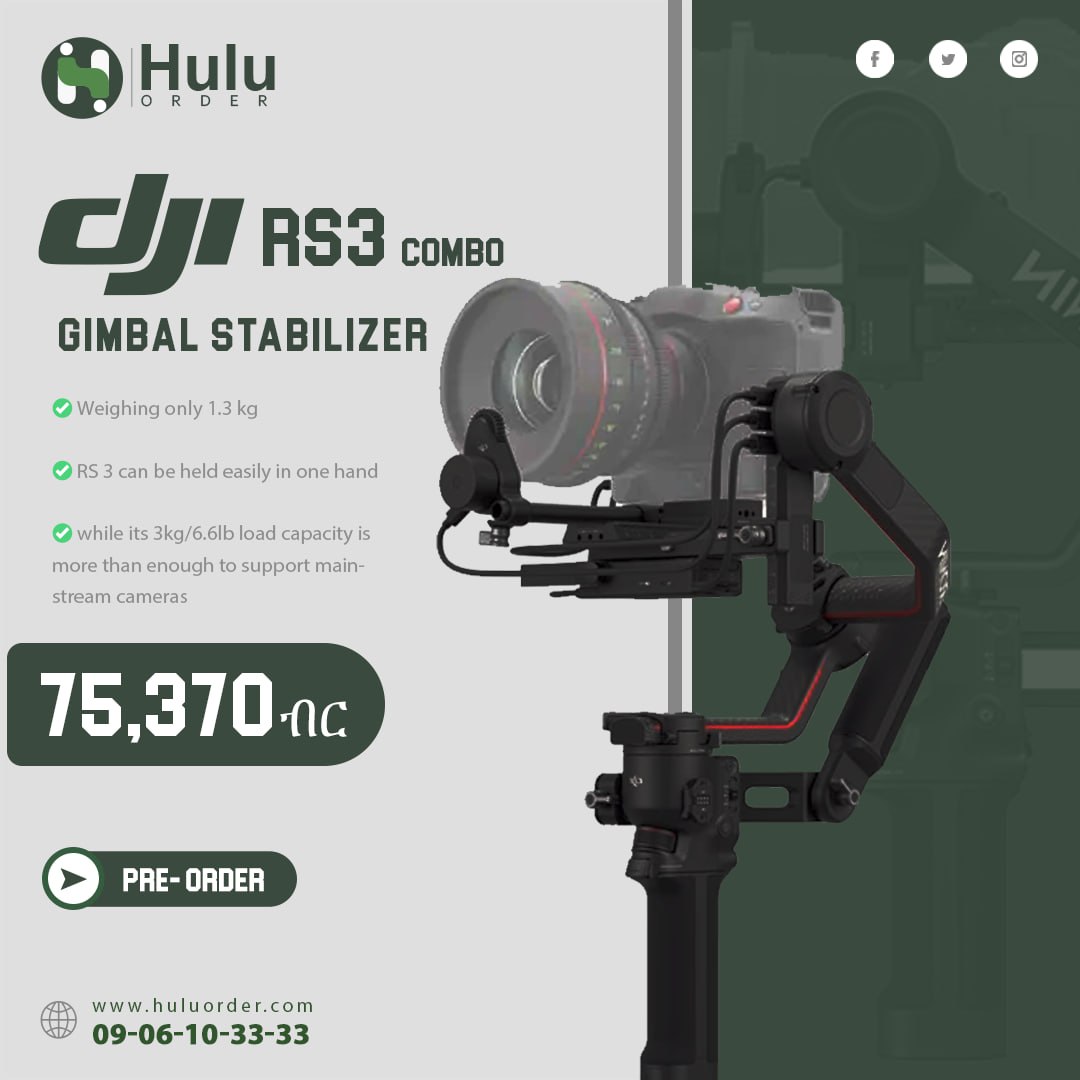 Hulu
ORDER
dji RS3 COMBO
GIMBAL STABILIZER
Weighing only 1.3 kg
RS 3 can be held easily in one hand
while its 3kg/6.6lb load capacity is
more than enough to support main-
stream cameras
75,370 ብር
PRE- ORDER
www.huluorder.com
09-06-10-33-33